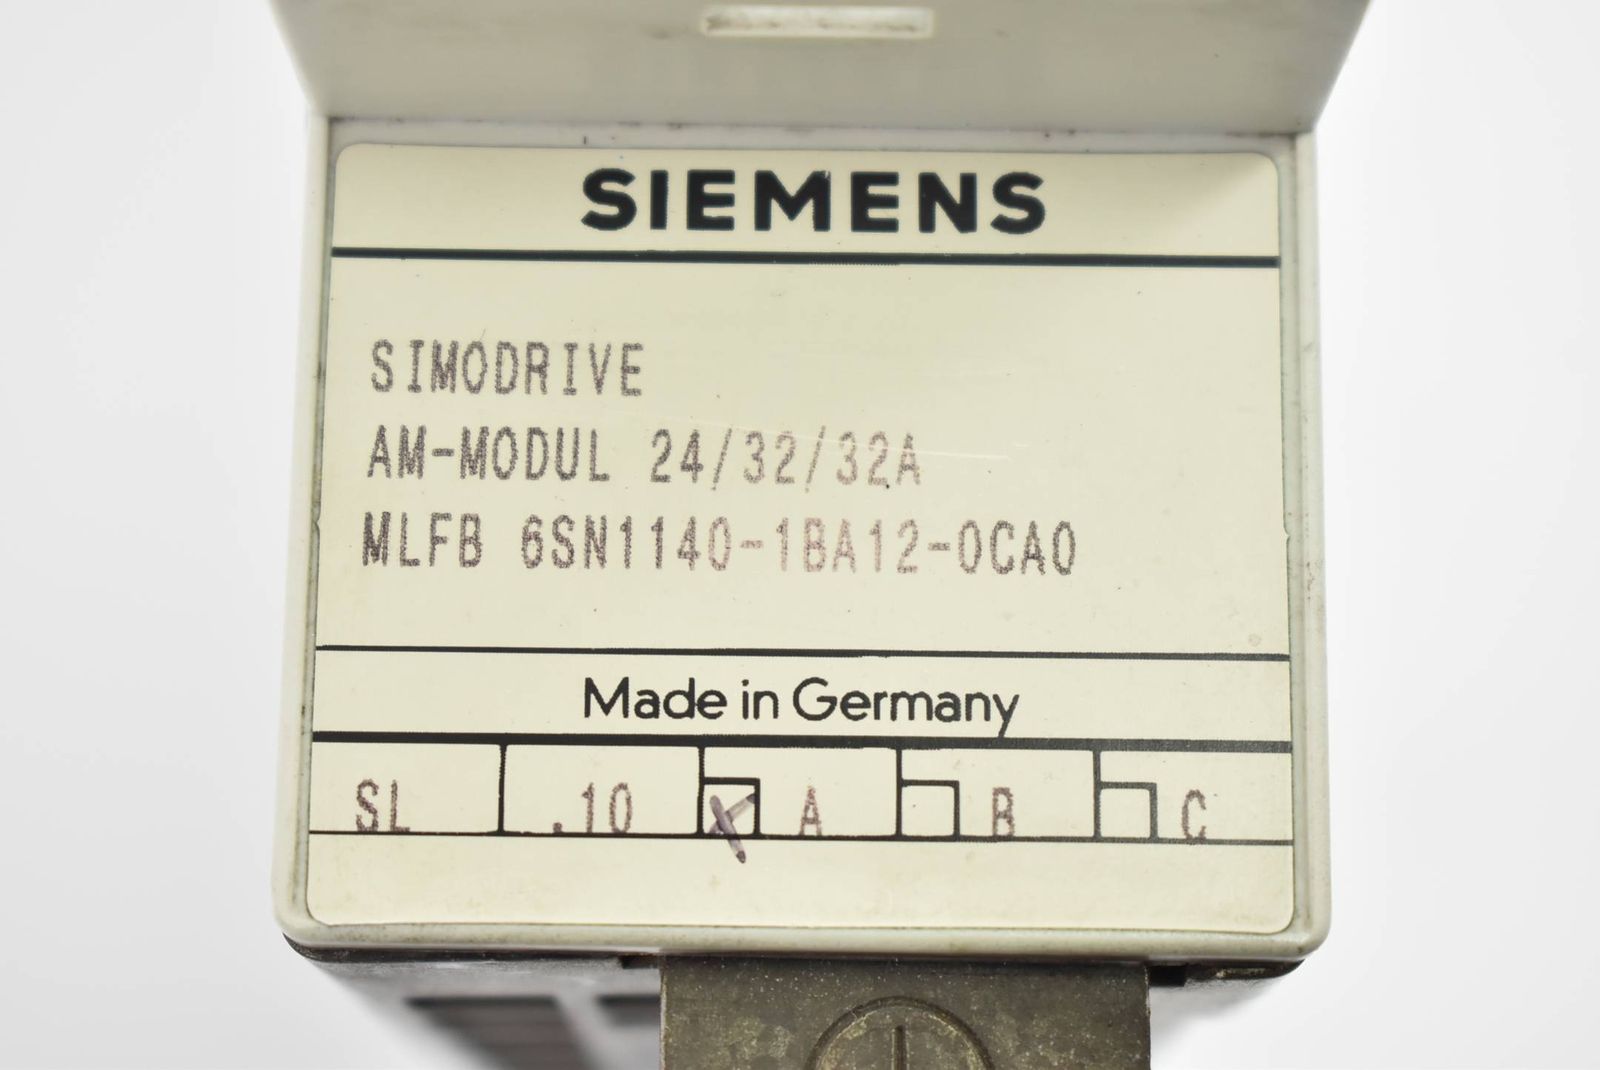 SIEMENS
SIMODRIVE
AM-MODUL 24/32/32A
MLFB 6SN1140-1BA12-0CA0
Made in Germany
SL .10 A B C